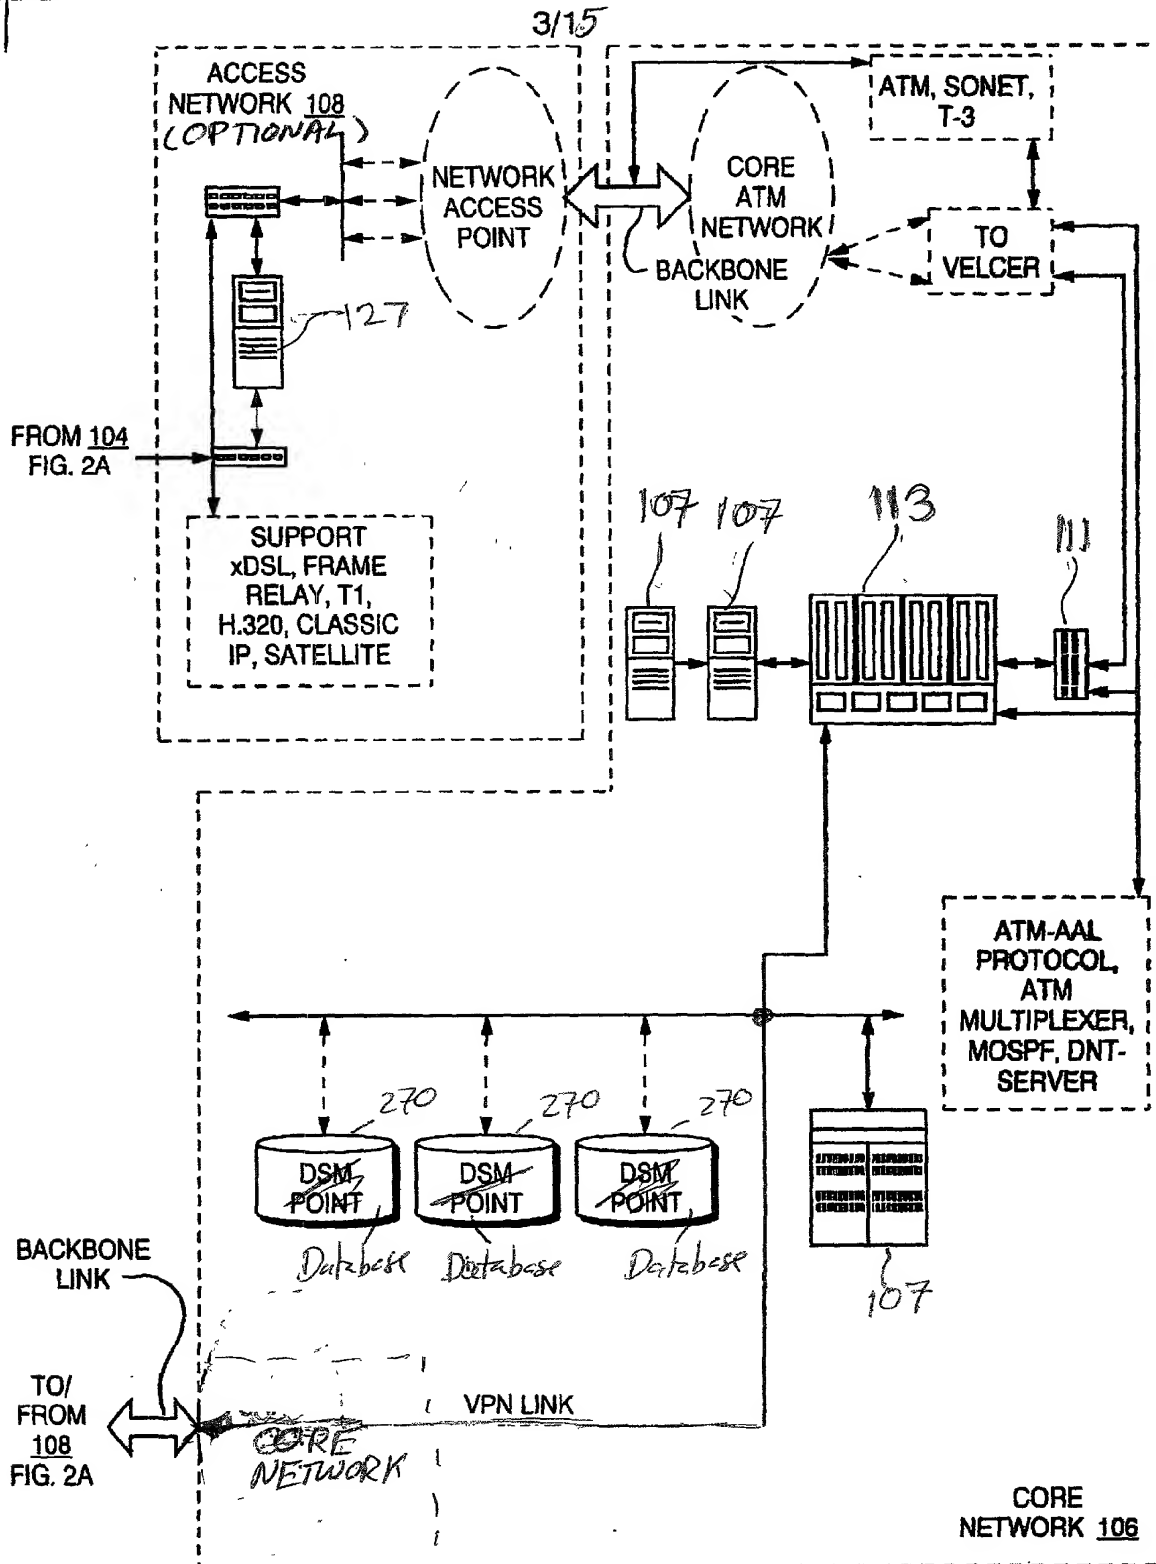 3/15
ACCESS
NETWORK 108
(OPTIONAL)
NETWORK
ACCESS
POINT
CORE
ATM
NETWORK
ATM, SONET,
T-3
TO
VELCER
BACKBONE
LINK
127
FROM 104
FIG. 2A
SUPPORT
xDSL, FRAME
RELAY, T1,
H.320, CLASSIC
IP, SATELLITE
107
107
113
111
ATM-AAL
PROTOCOL,
ATM
MULTIPLEXER,
MOSPF, DNT-
SERVER
270
270
270
DSM
POINT
DSM
POINT
DSM
POINT
Database
Database
Database
107
BACKBONE
LINK
TO/
FROM
108
FIG. 2A
VPN LINK
CORE
NETWORK
CORE
NETWORK 106